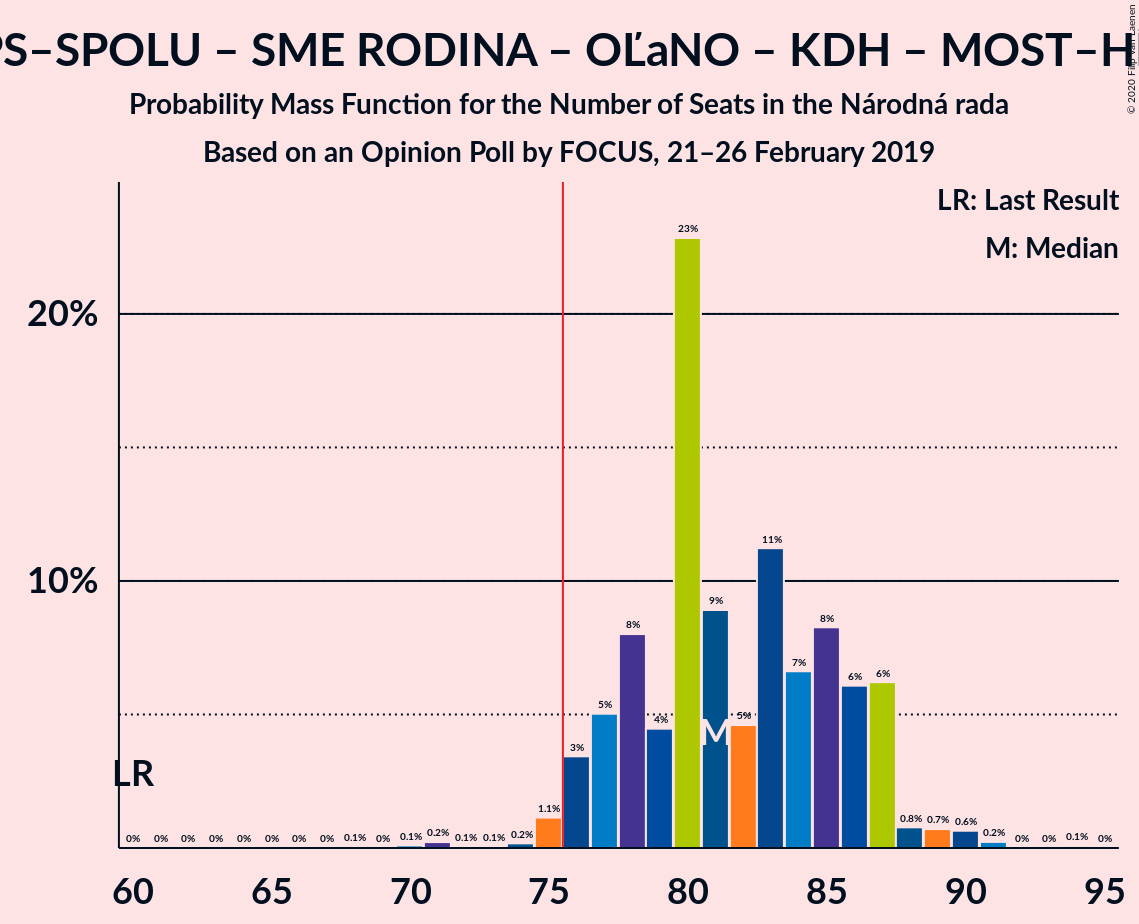 PS–SPOLU – SME RODINA – OĽaNO – KDH – MOST–H
Probability Mass Function for the Number of Seats in the Národná rada
Based on an Opinion Poll by FOCUS, 21–26 February 2019
© 2020 Filip van Laenen
LR: Last Result
M: Median
20%
10%
LR
M
0% 0% 0% 0% 0% 0% 0% 0% 0.1% 0% 0.1% 0.2% 0.1% 0.1% 0.2% 1.1% 3% 5% 8% 4% 23% 9% 5% 11% 7% 8% 6% 6% 0.8% 0.7% 0.6% 0.2% 0% 0% 0.1% 0%
60 65 70 75 80 85 90 95